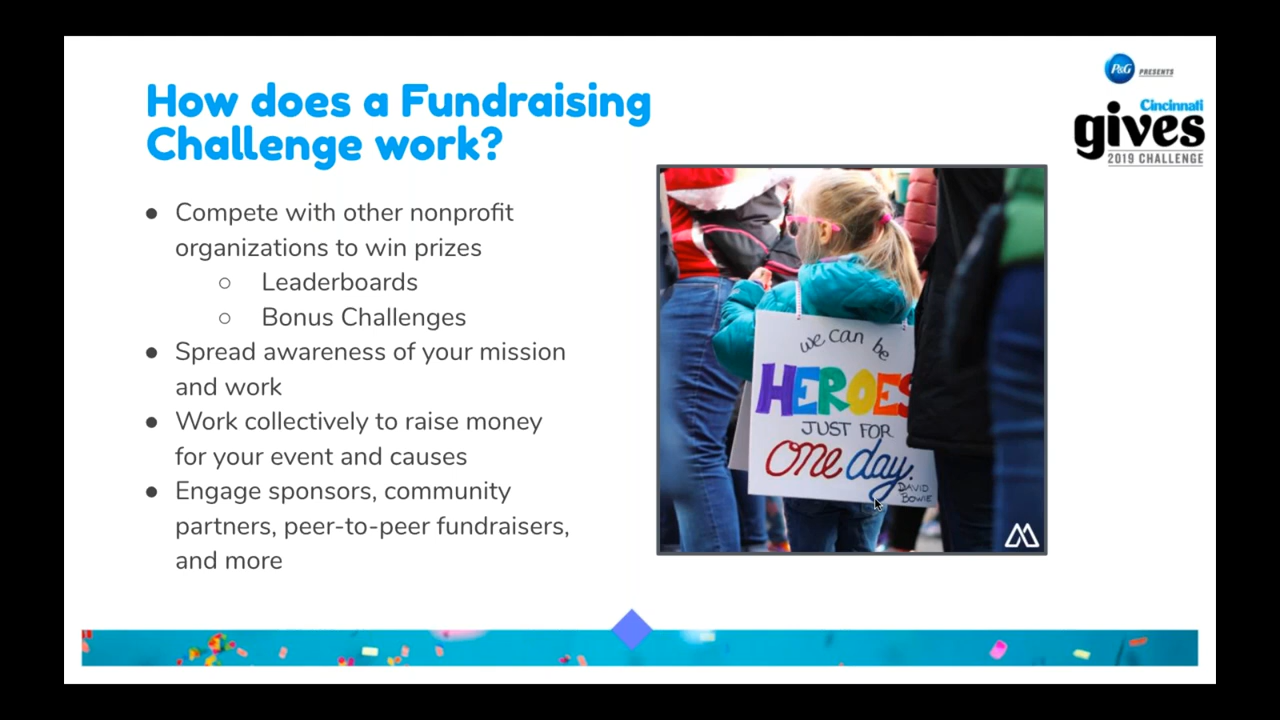 How does a Fundraising
Challenge work?
P&G PRESENTS
Cincinnati
gives
2019 CHALLENGE
● Compete with other nonprofit
organizations to win prizes
○ Leaderboards
○ Bonus Challenges
● Spread awareness of your mission
and work
● Work collectively to raise money
for your event and causes
● Engage sponsors, community
partners, peer-to-peer fundraisers,
and more
we can be
HEROES
JUST FOR
one day.
DAVID
BOWIE